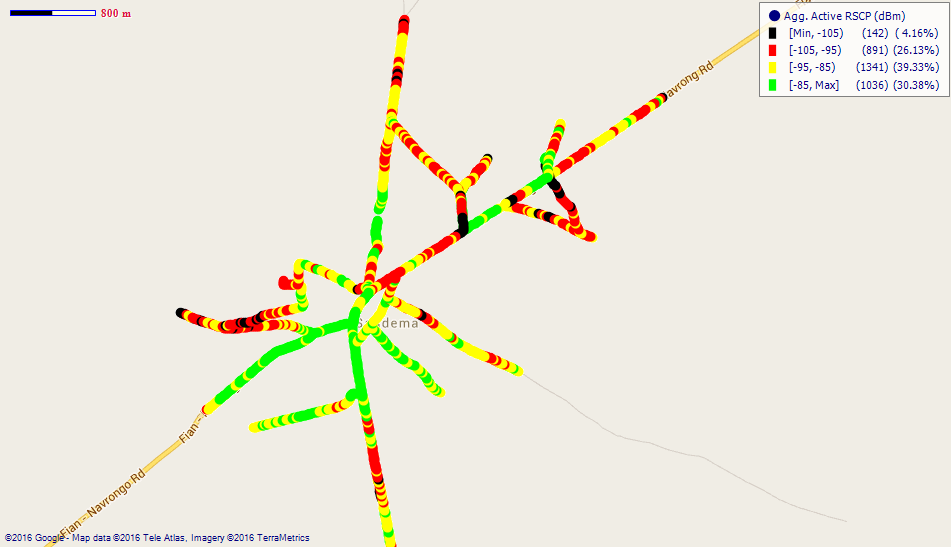 800 m
Agg. Active RSCP (dBm)
[Min, -105) (142) ( 4.16%)
[-105, -95) (891) (26.13%)
[-95, -85) (1341) (39.33%)
[-85, Max] (1036) (30.38%)
avrong Rd
S ndema
Fian -
Fian - Navrongo Rd
©2016 Google - Map data ©2016 Tele Atlas, Imagery ©2016 TerraMetrics